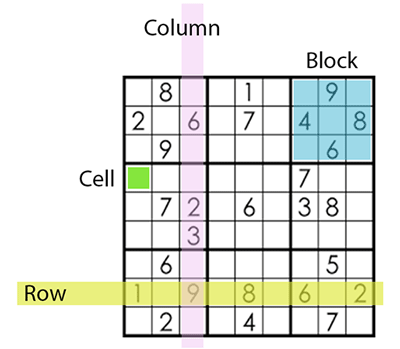 Column
Block
8 1 9
2 6 7 4 8
9 6
Cell 7
7 2 6 3 8
3
6 5
Row 1 9 8 6 2
2 4 7